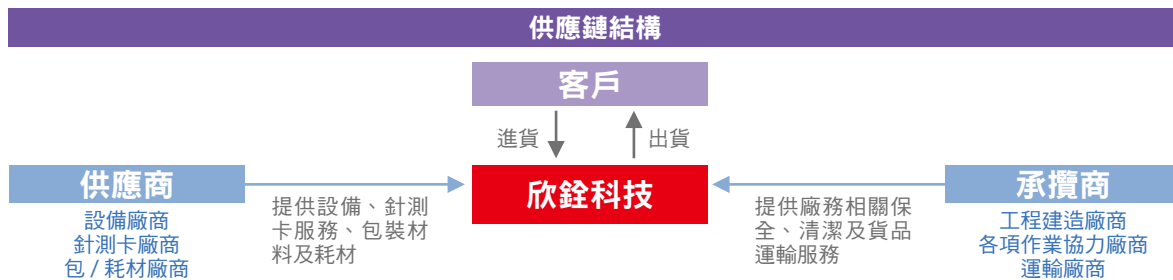 供應鏈結構
客戶
進貨
出貨
供應商
欣銓科技
承攬商
設備廠商
針測卡廠商
包 / 耗材廠商
提供設備、針測
卡服務、包裝材
料及耗材
提供廠務相關保
全、清潔及貨品
運輸服務
工程建造廠商
各項作業協力廠商
運輸廠商